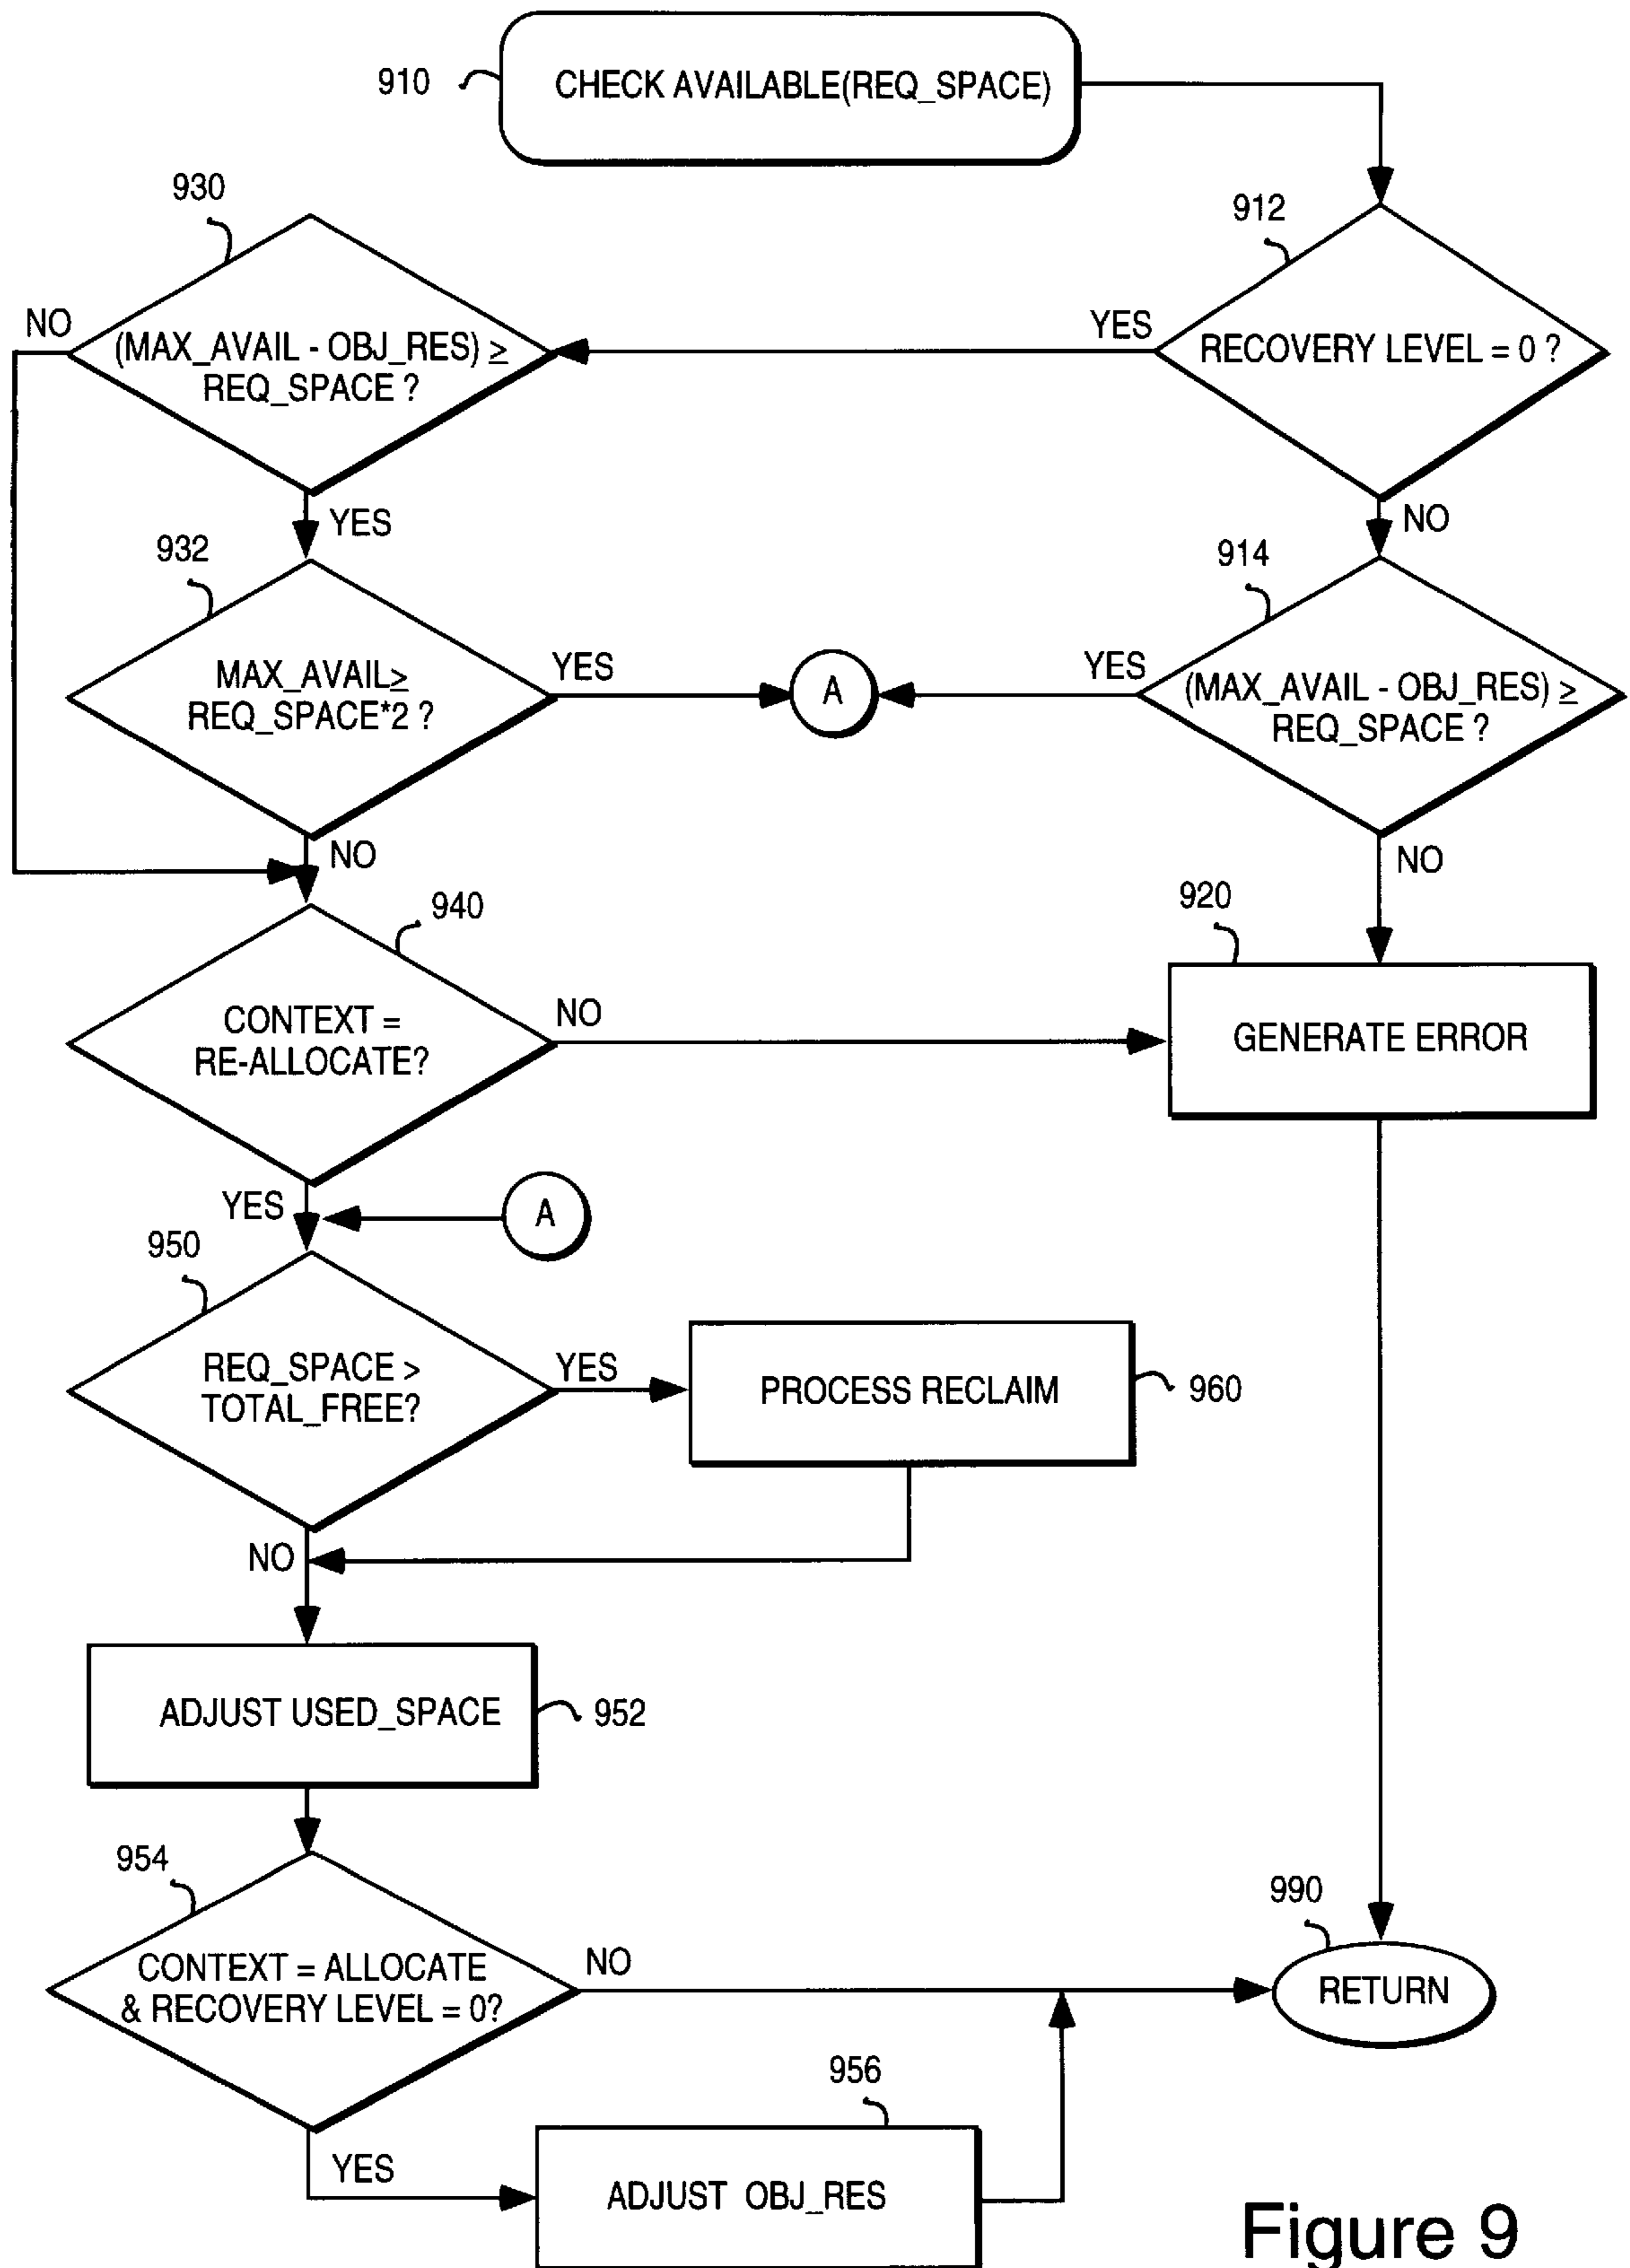 910
CHECK AVAILABLE(REQ_SPACE)
930
912
NO
(MAX_AVAIL - OBJ_RES) ≥
REQ_SPACE ?
YES
RECOVERY LEVEL = 0 ?
YES
NO
932
914
MAX_AVAIL≥
REQ_SPACE*2 ?
YES
A
YES
(MAX_AVAIL - OBJ_RES) ≥
REQ_SPACE ?
NO
NO
940
920
CONTEXT =
RE-ALLOCATE?
NO
GENERATE ERROR
YES
A
950
REQ_SPACE >
TOTAL_FREE?
YES
PROCESS RECLAIM
960
NO
ADJUST USED_SPACE
952
954
990
CONTEXT = ALLOCATE
& RECOVERY LEVEL = 0?
NO
RETURN
956
YES
ADJUST OBJ_RES
Figure 9